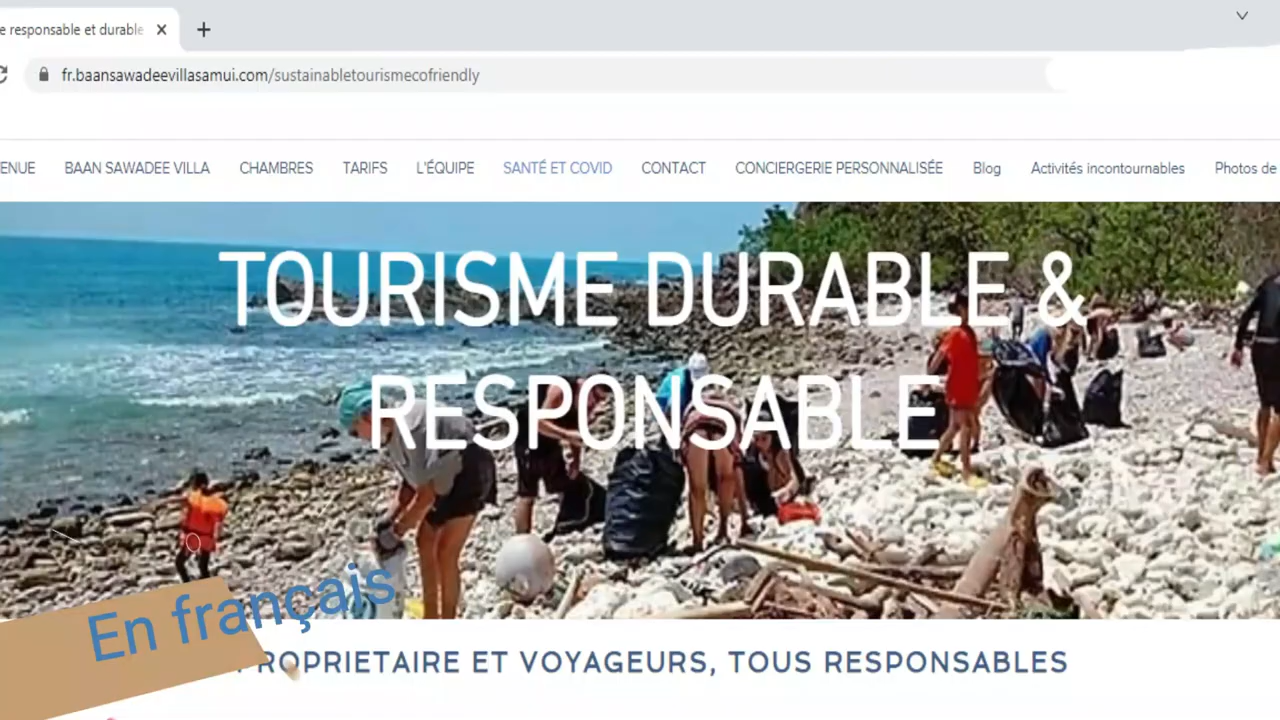 e responsable et durable
fr.baansawadeevillasamui.com/sustainabletourismecofriendly
ENUE BAAN SAWADEE VILLA CHAMBRES TARIFS L'ÉQUIPE SANTÉ ET COVID CONTACT CONCIERGERIE PERSONNALISÉE Blog Activités incontournables Photos de
TOURISME DURABLE &
RESPONSABLE
En français
PROPRIETAIRE ET VOYAGEURS, TOUS RESPONSABLES